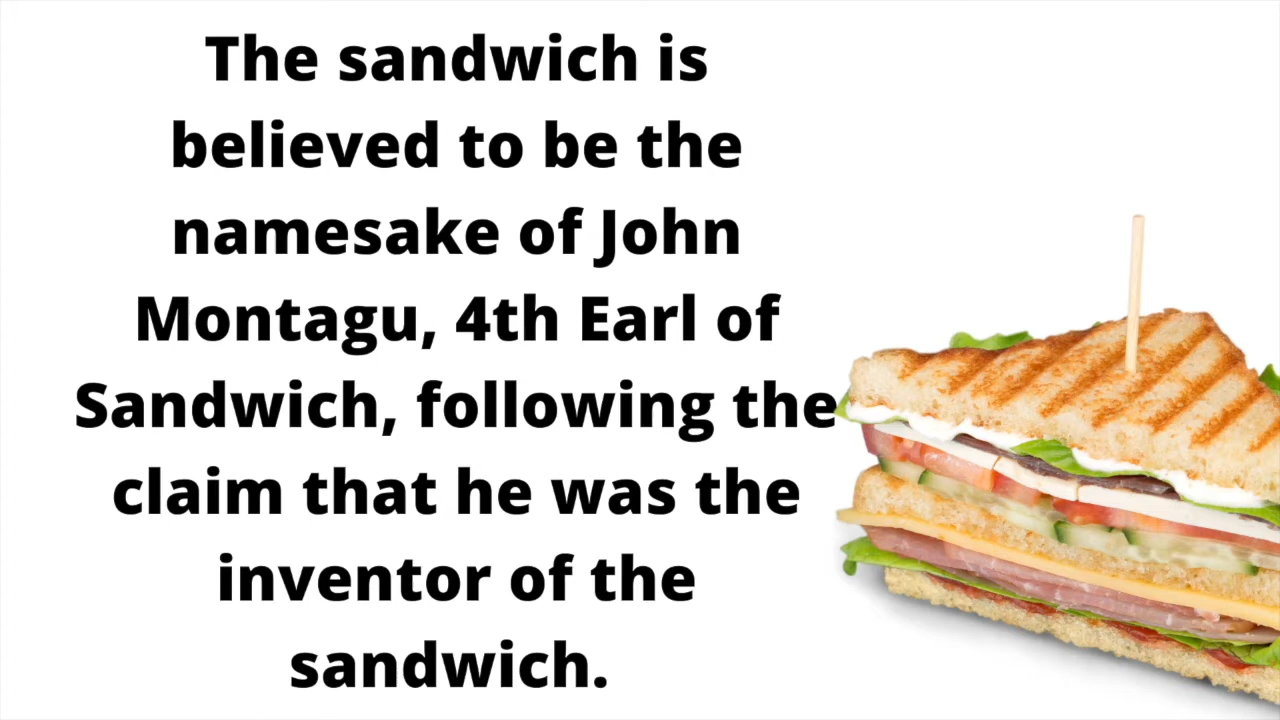 The sandwich is
believed to be the
namesake of John
Montagu, 4th Earl of
Sandwich, following the
claim that he was the
inventor of the
sandwich.